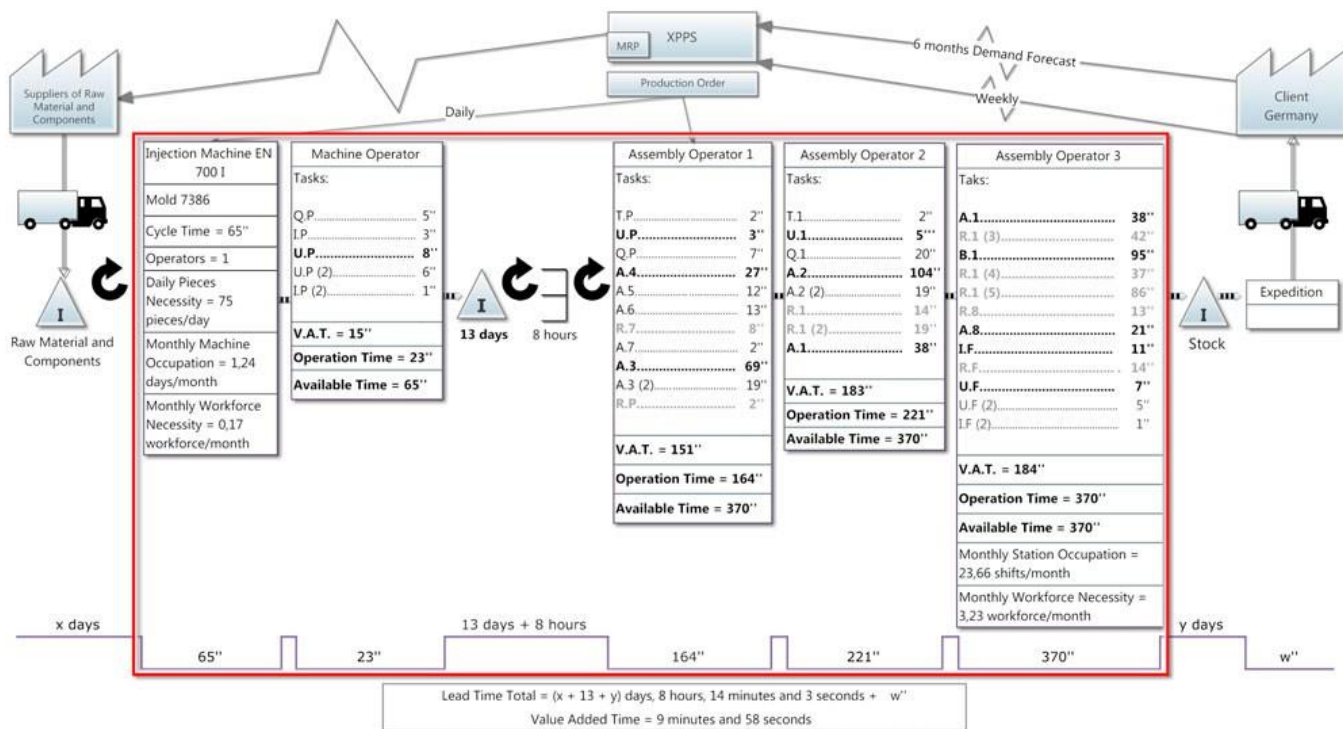 XPPS
MRP
Production Order
6 months Demand Forecast
Weekly
Daily
Suppliers of Raw
Material and
Components
Client
Germany
Raw Material and
Components
I
Injection Machine EN
700 I
Mold 7386
Cycle Time = 65''
Operators = 1
Daily Pieces
Necessity = 75
pieces/day
Monthly Machine
Occupation = 1,24
days/month
Monthly Workforce
Necessity = 0,17
workforce/month
Machine Operator
Tasks:
Q.P............................ 5''
I.P............................ 3''
U.P............................ 8''
U.P (2)........................ 6''
I.P (2)........................ 1''
V.A.T. = 15''
Operation Time = 23''
Available Time = 65''
I
13 days
8 hours
Assembly Operator 1
Tasks:
T.P............................ 2''
U.P............................ 3''
Q.P............................ 7''
A.4............................ 27''
A.5............................ 12''
A.6............................ 13''
R.7............................ 8''
A.7............................ 2''
A.3............................ 69''
A.3 (2)........................ 19''
R.P............................ 2''
V.A.T. = 151''
Operation Time = 164''
Available Time = 370''
Assembly Operator 2
Tasks:
T.1............................ 2''
U.1............................ 5'''
Q.1............................ 20''
A.2............................ 104''
A.2 (2)........................ 19''
R.1............................ 14''
R.1 (2)........................ 19''
A.1............................ 38''
V.A.T. = 183''
Operation Time = 221''
Available Time = 370''
Assembly Operator 3
Taks:
A.1............................ 38''
R.1 (3)........................ 42''
B.1............................ 95''
R.1 (4)........................ 37''
R.1 (5)........................ 86''
R.8............................ 13''
A.8............................ 21''
I.F............................ 11''
R.F............................ 14''
U.F............................ 7''
U.F (2)........................ 5''
I.F (2)........................ 1''
V.A.T. = 184''
Operation Time = 370''
Available Time = 370''
Monthly Station Occupation =
23,66 shifts/month
Monthly Workforce Necessity =
3,23 workforce/month
I
Stock
Expedition
x days
65''
23''
13 days + 8 hours
164''
221''
370''
y days
w''
Lead Time Total = (x + 13 + y) days, 8 hours, 14 minutes and 3 seconds + w''
Value Added Time = 9 minutes and 58 seconds